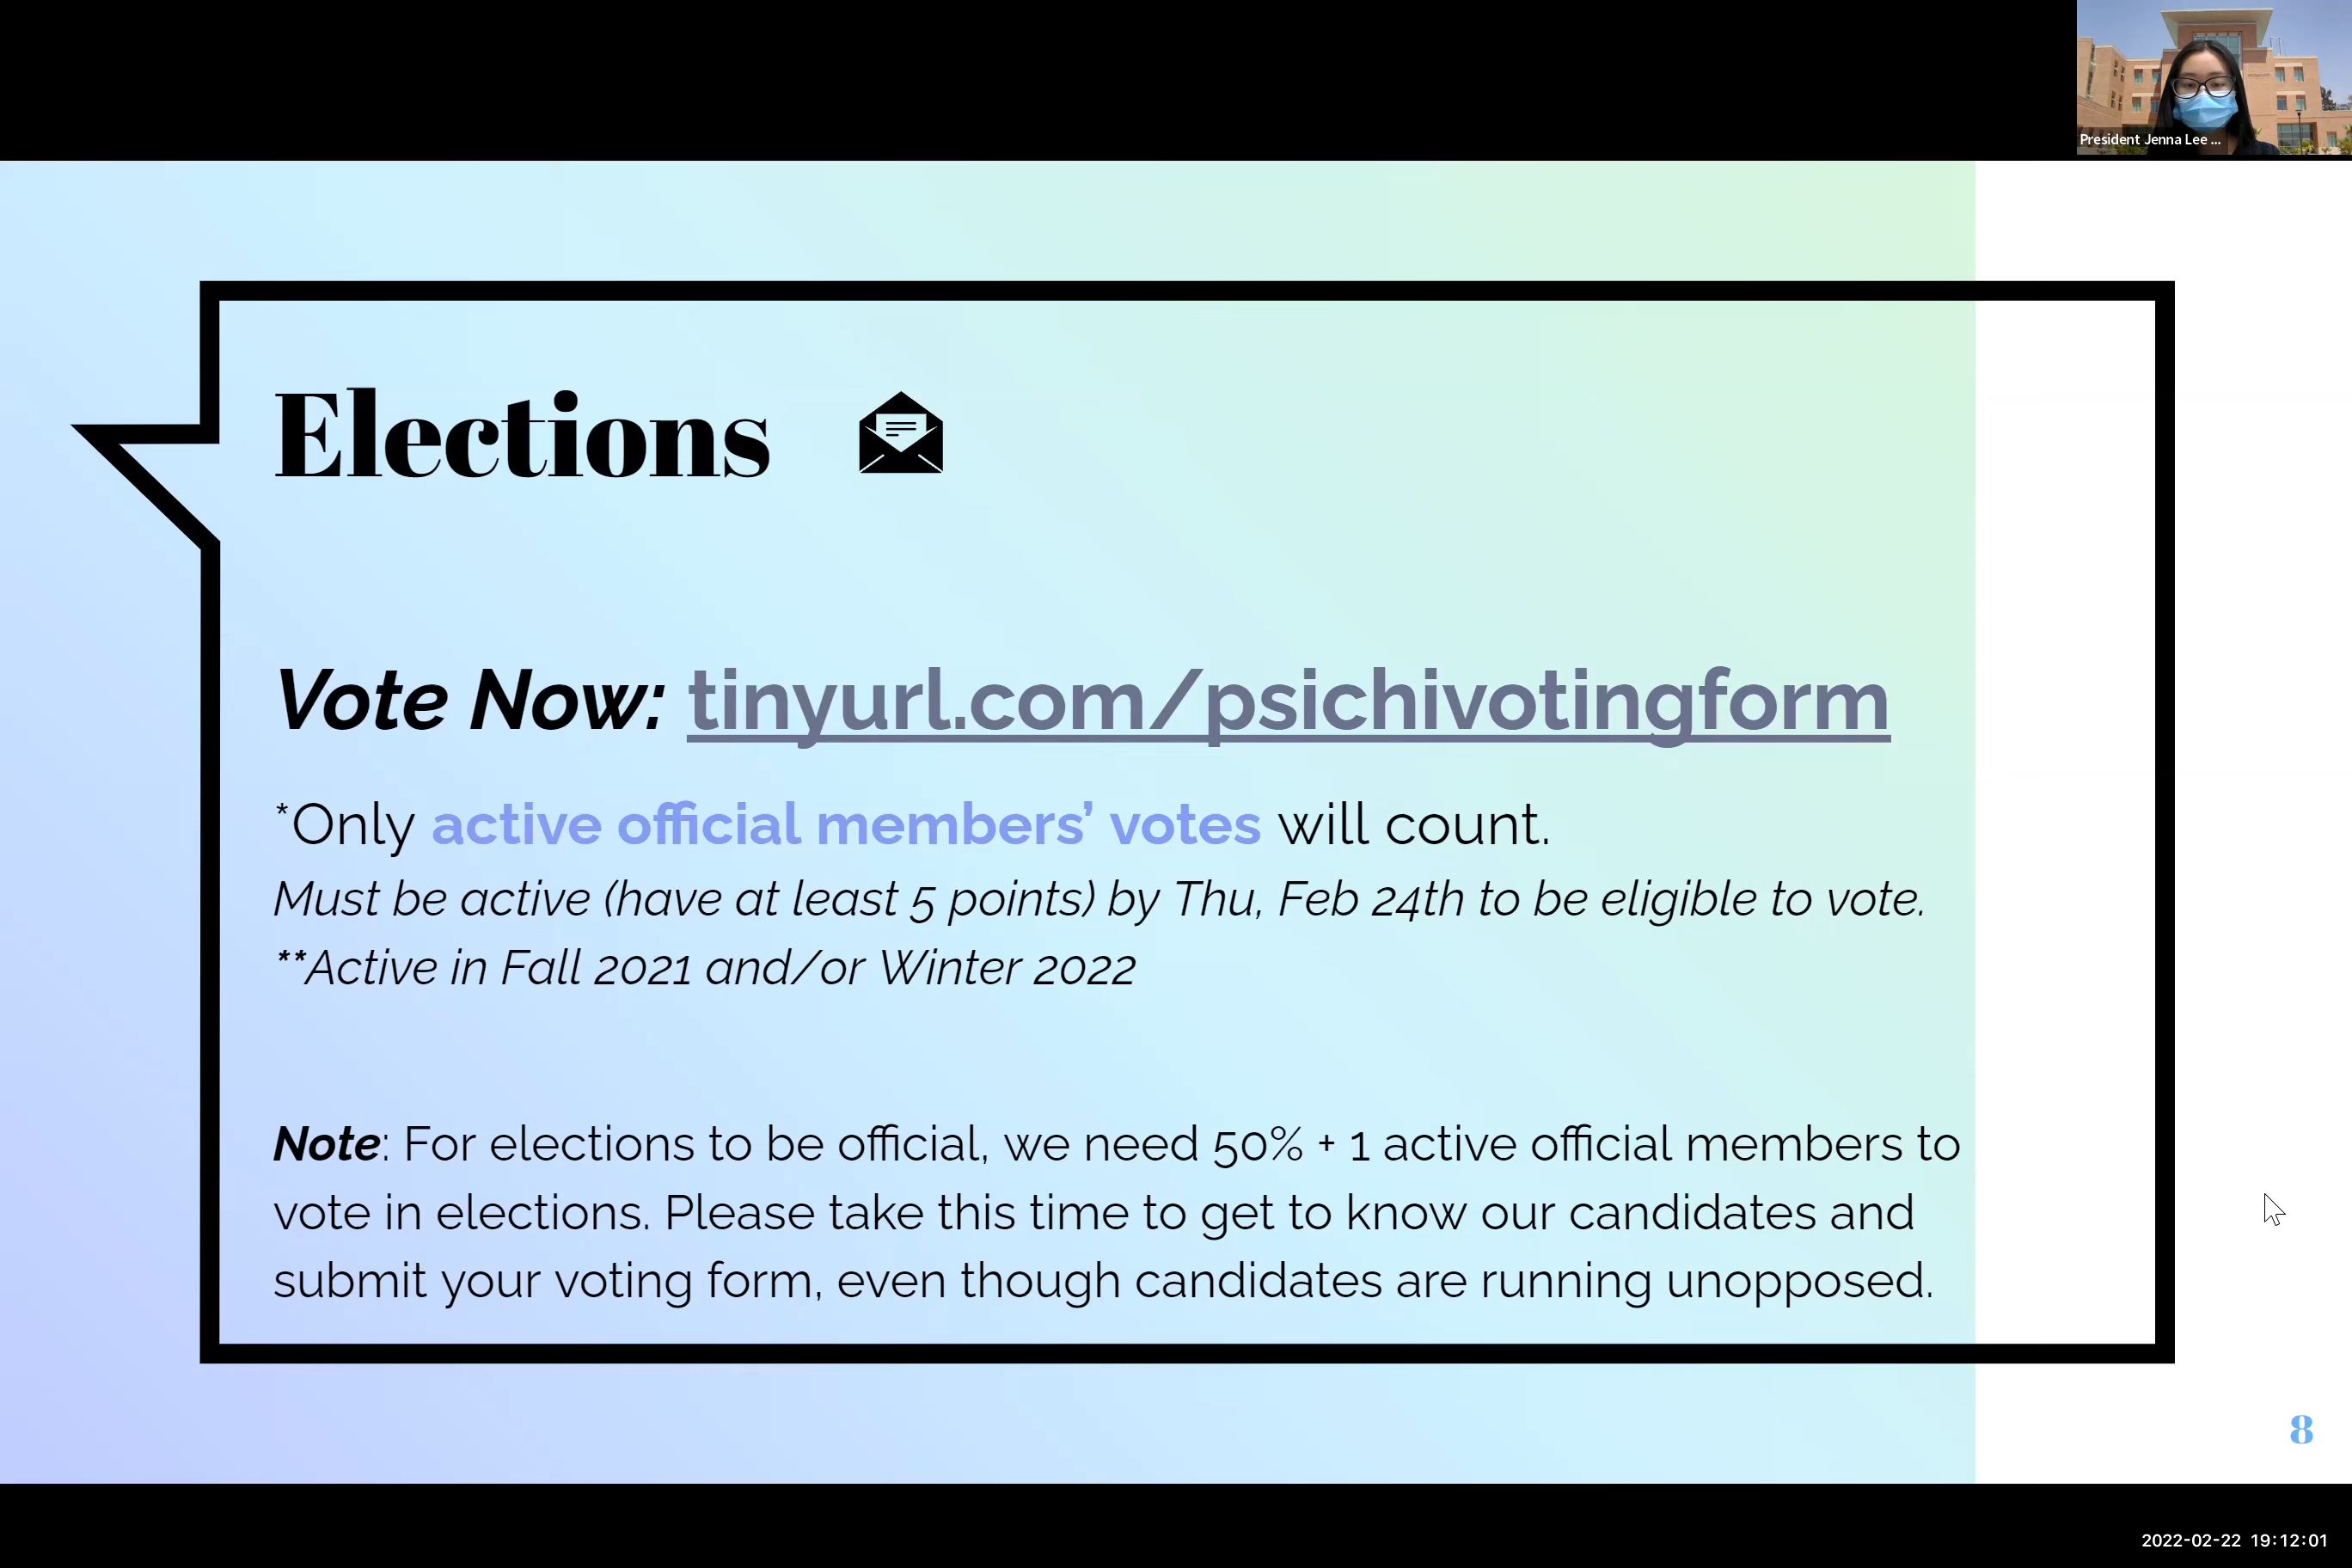 President Jenna Lee ...
Elections
Vote Now: tinyurl.com/psichivotingform
*Only active official members’ votes will count.
Must be active (have at least 5 points) by Thu, Feb 24th to be eligible to vote.
**Active in Fall 2021 and/or Winter 2022
Note: For elections to be official, we need 50% + 1 active official members to
vote in elections. Please take this time to get to know our candidates and
submit your voting form, even though candidates are running unopposed.
8
2022-02-22 19:12:01